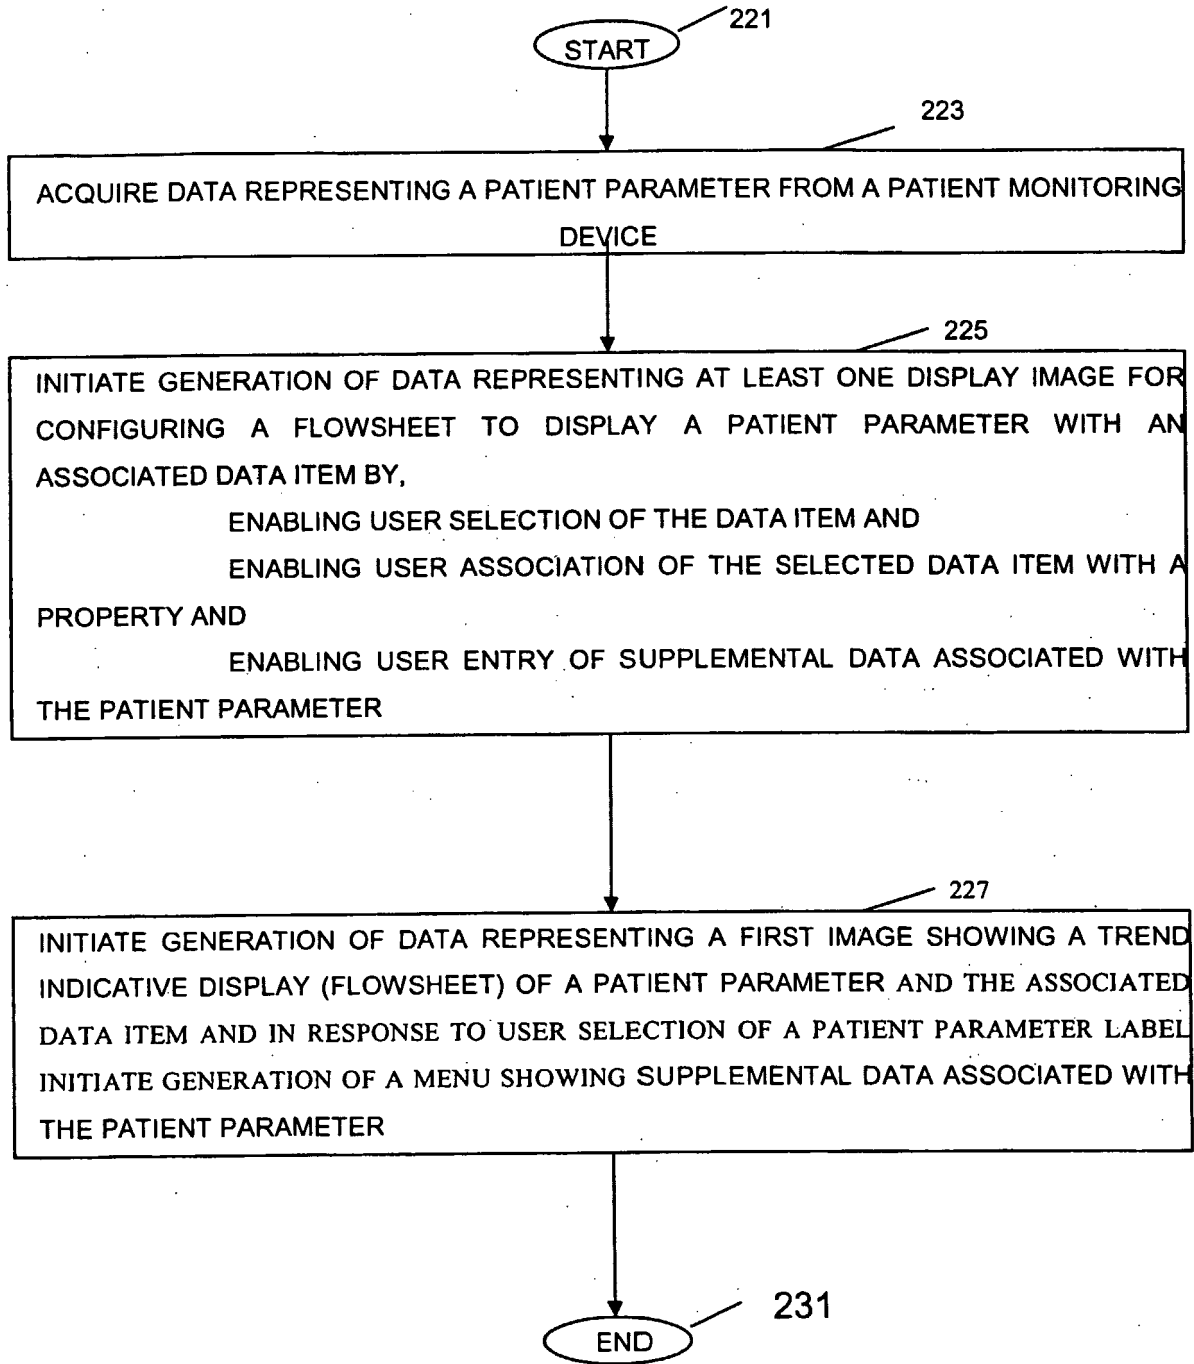 221
START
223
ACQUIRE DATA REPRESENTING A PATIENT PARAMETER FROM A PATIENT MONITORING
DEVICE
225
INITIATE GENERATION OF DATA REPRESENTING AT LEAST ONE DISPLAY IMAGE FOR
CONFIGURING A FLOWSHEET TO DISPLAY A PATIENT PARAMETER WITH AN
ASSOCIATED DATA ITEM BY,
ENABLING USER SELECTION OF THE DATA ITEM AND
ENABLING USER ASSOCIATION OF THE SELECTED DATA ITEM WITH A
PROPERTY AND
ENABLING USER ENTRY OF SUPPLEMENTAL DATA ASSOCIATED WITH
THE PATIENT PARAMETER
227
INITIATE GENERATION OF DATA REPRESENTING A FIRST IMAGE SHOWING A TREND
INDICATIVE DISPLAY (FLOWSHEET) OF A PATIENT PARAMETER AND THE ASSOCIATED
DATA ITEM AND IN RESPONSE TO USER SELECTION OF A PATIENT PARAMETER LABEL
INITIATE GENERATION OF A MENU SHOWING SUPPLEMENTAL DATA ASSOCIATED WITH
THE PATIENT PARAMETER
231
END